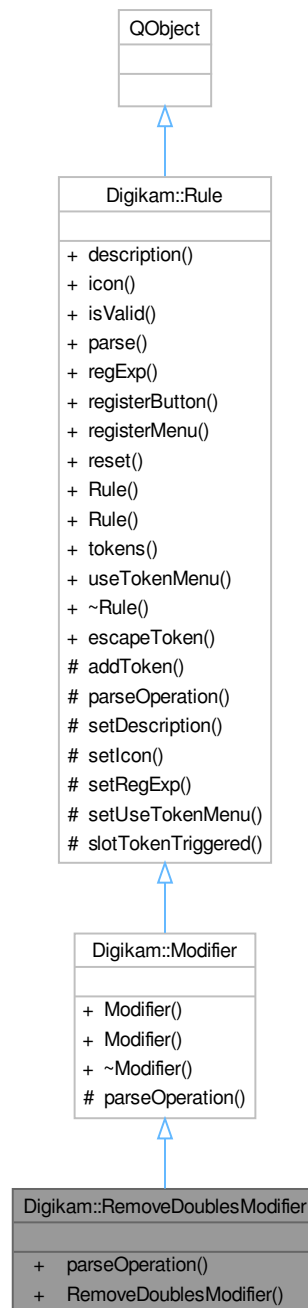 QObject
Digikam::Rule
+ description()
+ icon()
+ isValid()
+ parse()
+ regExp()
+ registerButton()
+ registerMenu()
+ reset()
+ Rule()
+ Rule()
+ tokens()
+ useTokenMenu()
+ ~Rule()
+ escapeToken()
# addToken()
# parseOperation()
# setDescription()
# setIcon()
# setRegExp()
# setUseTokenMenu()
# slotTokenTriggered()
Digikam::Modifier
+ Modifier()
+ Modifier()
+ ~Modifier()
# parseOperation()
Digikam::RemoveDoublesModifier
+ parseOperation()
+ RemoveDoublesModifier()